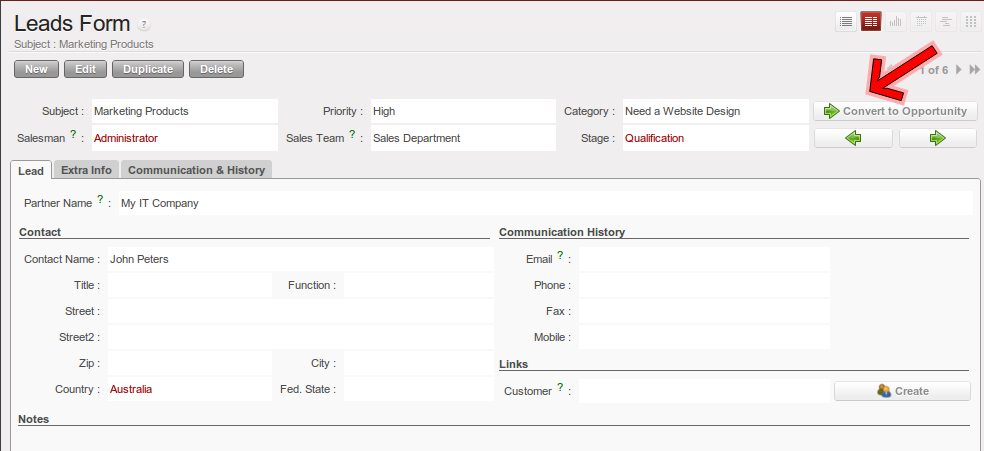 Leads Form ?
Subject : Marketing Products
New Edit Duplicate Delete
1 of 6
Subject : Marketing Products Priority : High Category : Need a Website Design Convert to Opportunity
Salesman ? : Administrator Sales Team ? : Sales Department Stage : Qualification
Lead Extra Info Communication & History
Partner Name ? : My IT Company
Contact Communication History
Contact Name : John Peters Email ? :
Title : Function : Phone :
Street : Fax :
Street2 : Mobile :
Zip : City : Links
Country : Australia Fed. State : Customer ? : Create
Notes